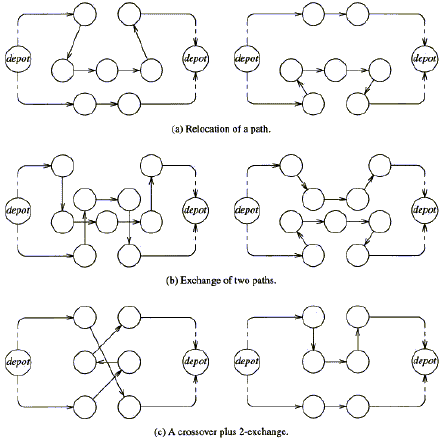 depot depot depot depot
(a) Relocation of a path.
depot depot depot depot
(b) Exchange of two paths.
depot depot depot depot
(c) A crossover plus 2-exchange.